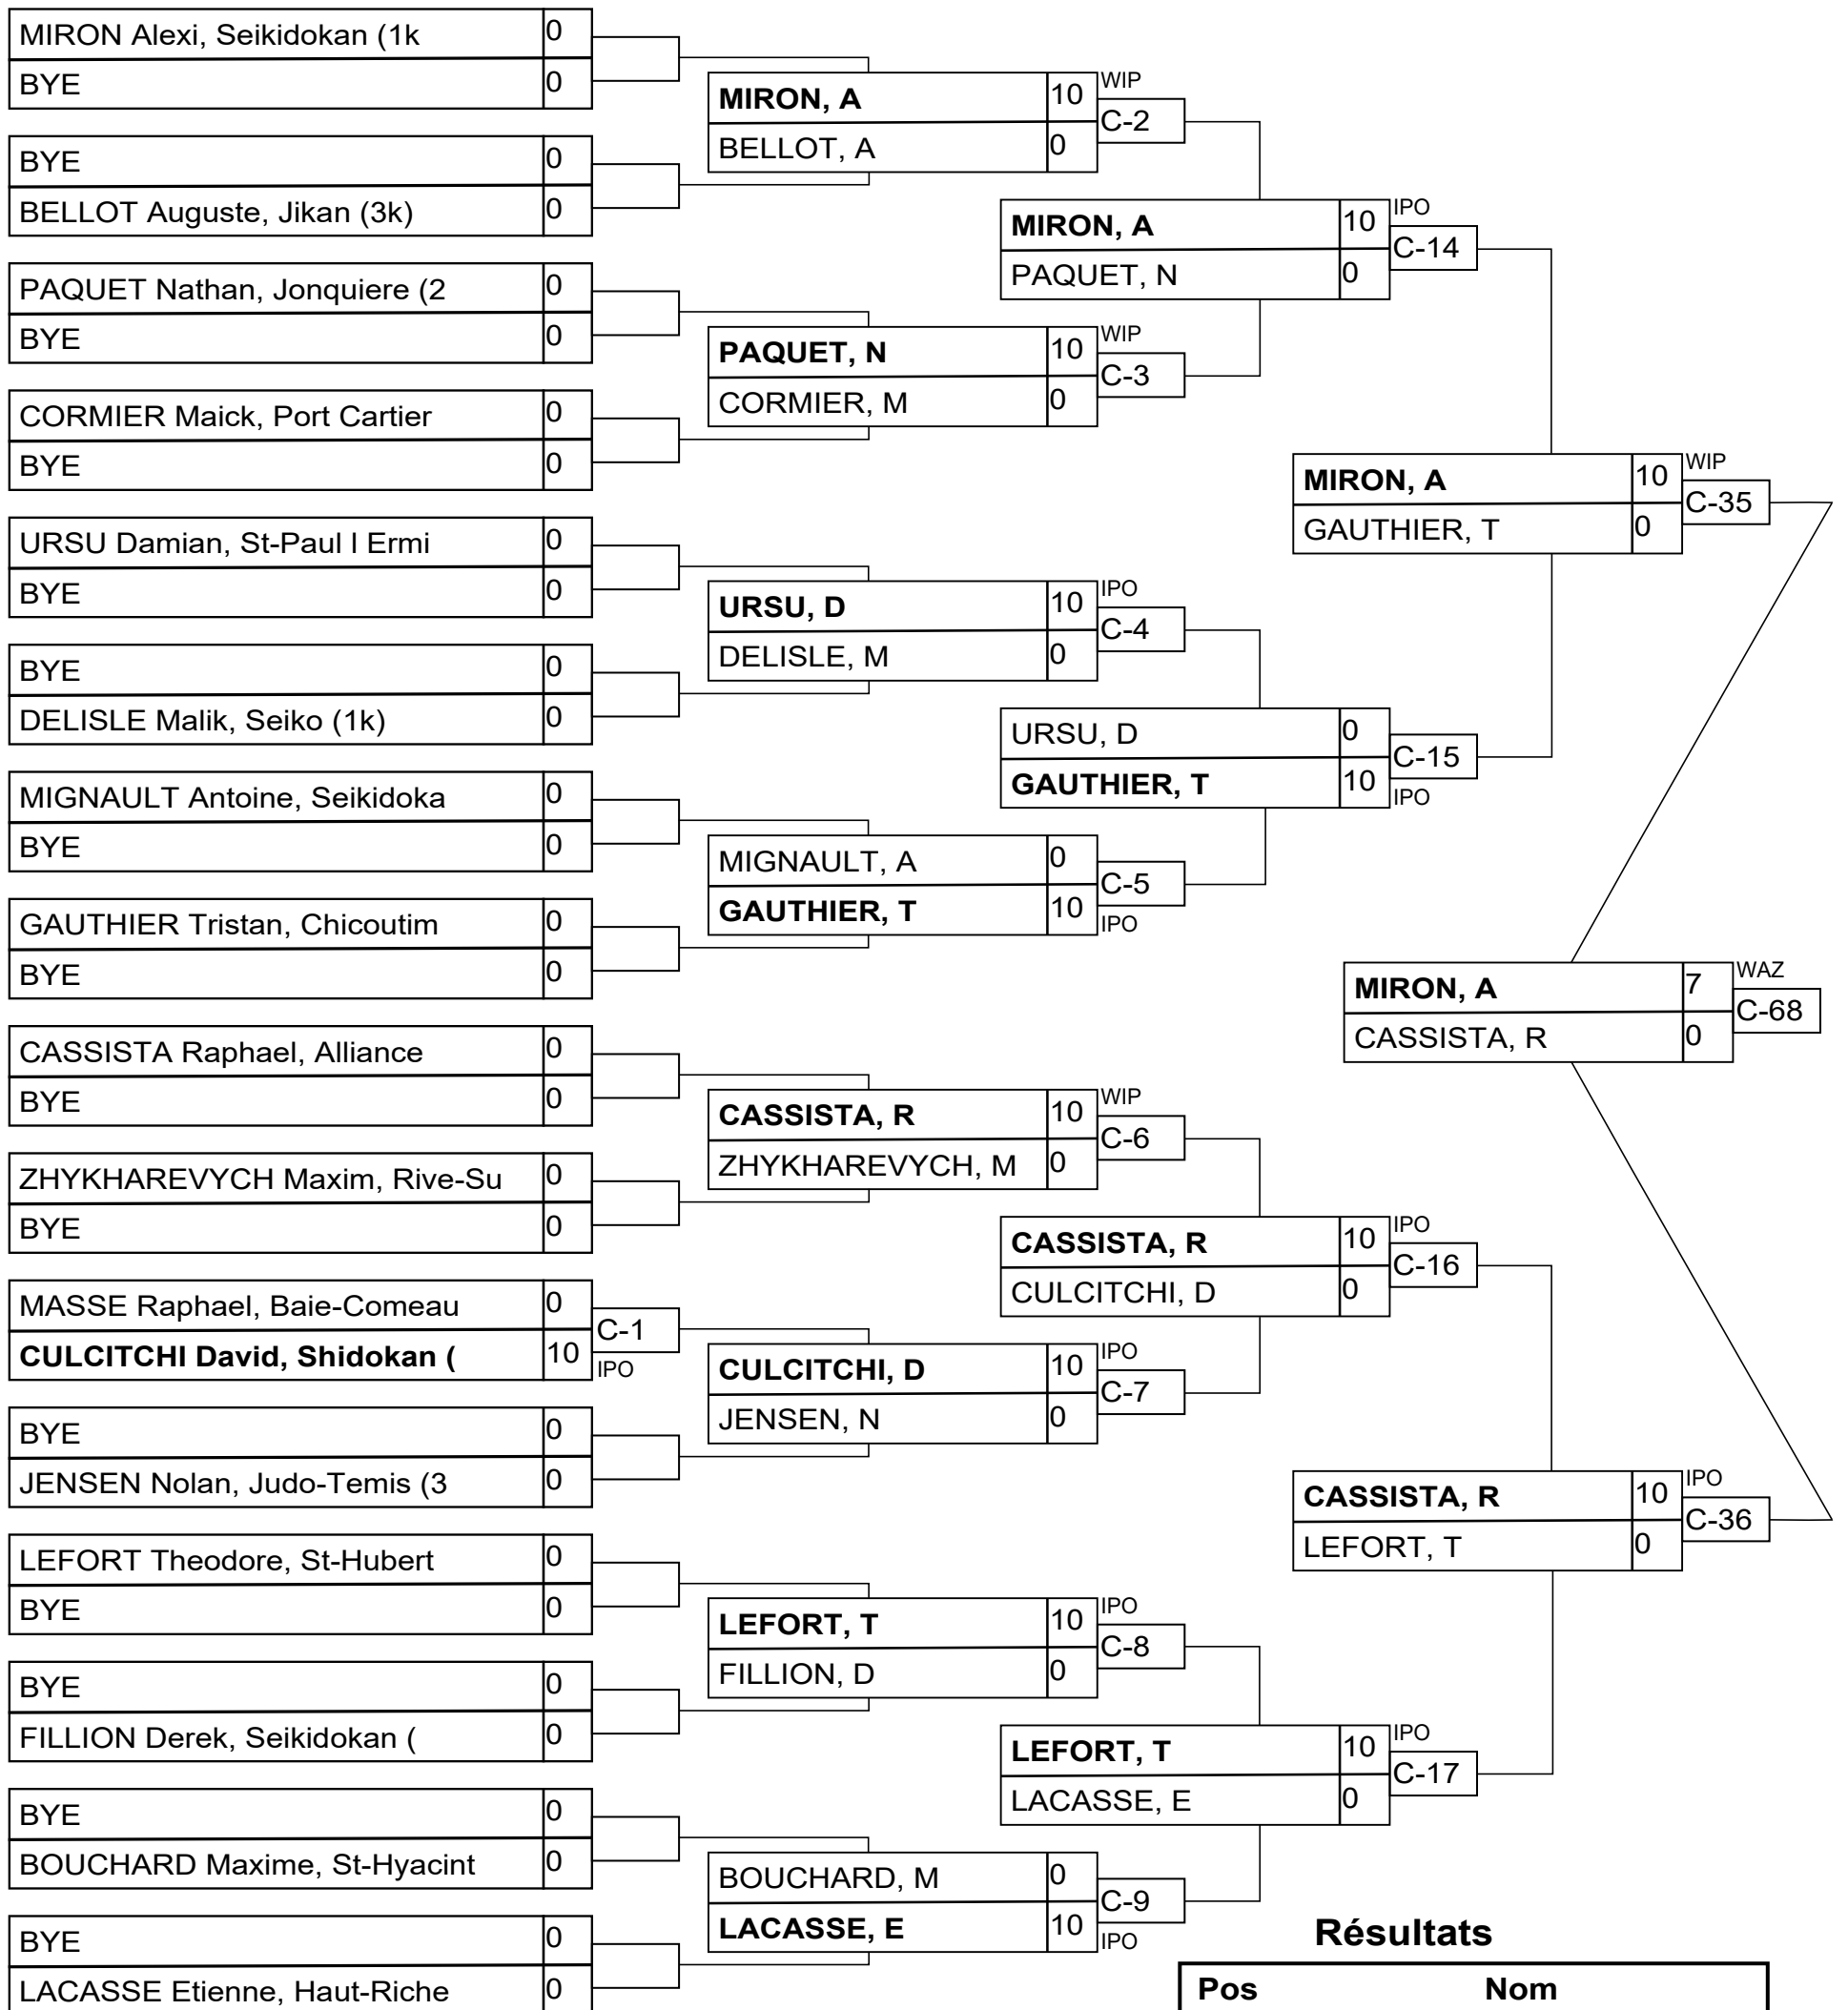 MIRON Alexi, Seikidokan (1k 0
BYE 0
BYE 0
BELLOT Auguste, Jikan (3k) 0
PAQUET Nathan, Jonquiere (2 0
BYE 0
CORMIER Maick, Port Cartier 0
BYE 0
URSU Damian, St-Paul l Ermi 0
BYE 0
BYE 0
DELISLE Malik, Seiko (1k) 0
MIGNAULT Antoine, Seikidoka 0
BYE 0
GAUTHIER Tristan, Chicoutim 0
BYE 0
CASSISTA Raphael, Alliance 0
BYE 0
ZHYKHAREVYCH Maxim, Rive-Su 0
BYE 0
MASSE Raphael, Baie-Comeau 0
C-1
CULCITCHI David, Shidokan ( 10
IPO
BYE 0
JENSEN Nolan, Judo-Temis (3 0
LEFORT Theodore, St-Hubert 0
BYE 0
BYE 0
FILLION Derek, Seikidokan ( 0
BYE 0
BOUCHARD Maxime, St-Hyacint 0
BYE 0
LACASSE Etienne, Haut-Riche 0
MIRON, A 10 WIP
C-2
BELLOT, A 0
PAQUET, N 10 WIP
C-3
CORMIER, M 0
URSU, D 10 IPO
C-4
DELISLE, M 0
MIGNAULT, A 0
C-5
GAUTHIER, T 10 IPO
CASSISTA, R 10 WIP
C-6
ZHYKHAREVYCH, M 0
CULCITCHI, D 10 IPO
C-7
JENSEN, N 0
LEFORT, T 10 IPO
C-8
FILLION, D 0
BOUCHARD, M 0
C-9
LACASSE, E 10 IPO
MIRON, A 10 IPO
C-14
PAQUET, N 0
URSU, D 0
C-15
GAUTHIER, T 10 IPO
CASSISTA, R 10 IPO
C-16
CULCITCHI, D 0
LEFORT, T 10 IPO
C-17
LACASSE, E 0
MIRON, A 10 WIP
C-35
GAUTHIER, T 0
CASSISTA, R 10 IPO
C-36
LEFORT, T 0
MIRON, A 7 WAZ
C-68
CASSISTA, R 0
Résultats
Pos Nom